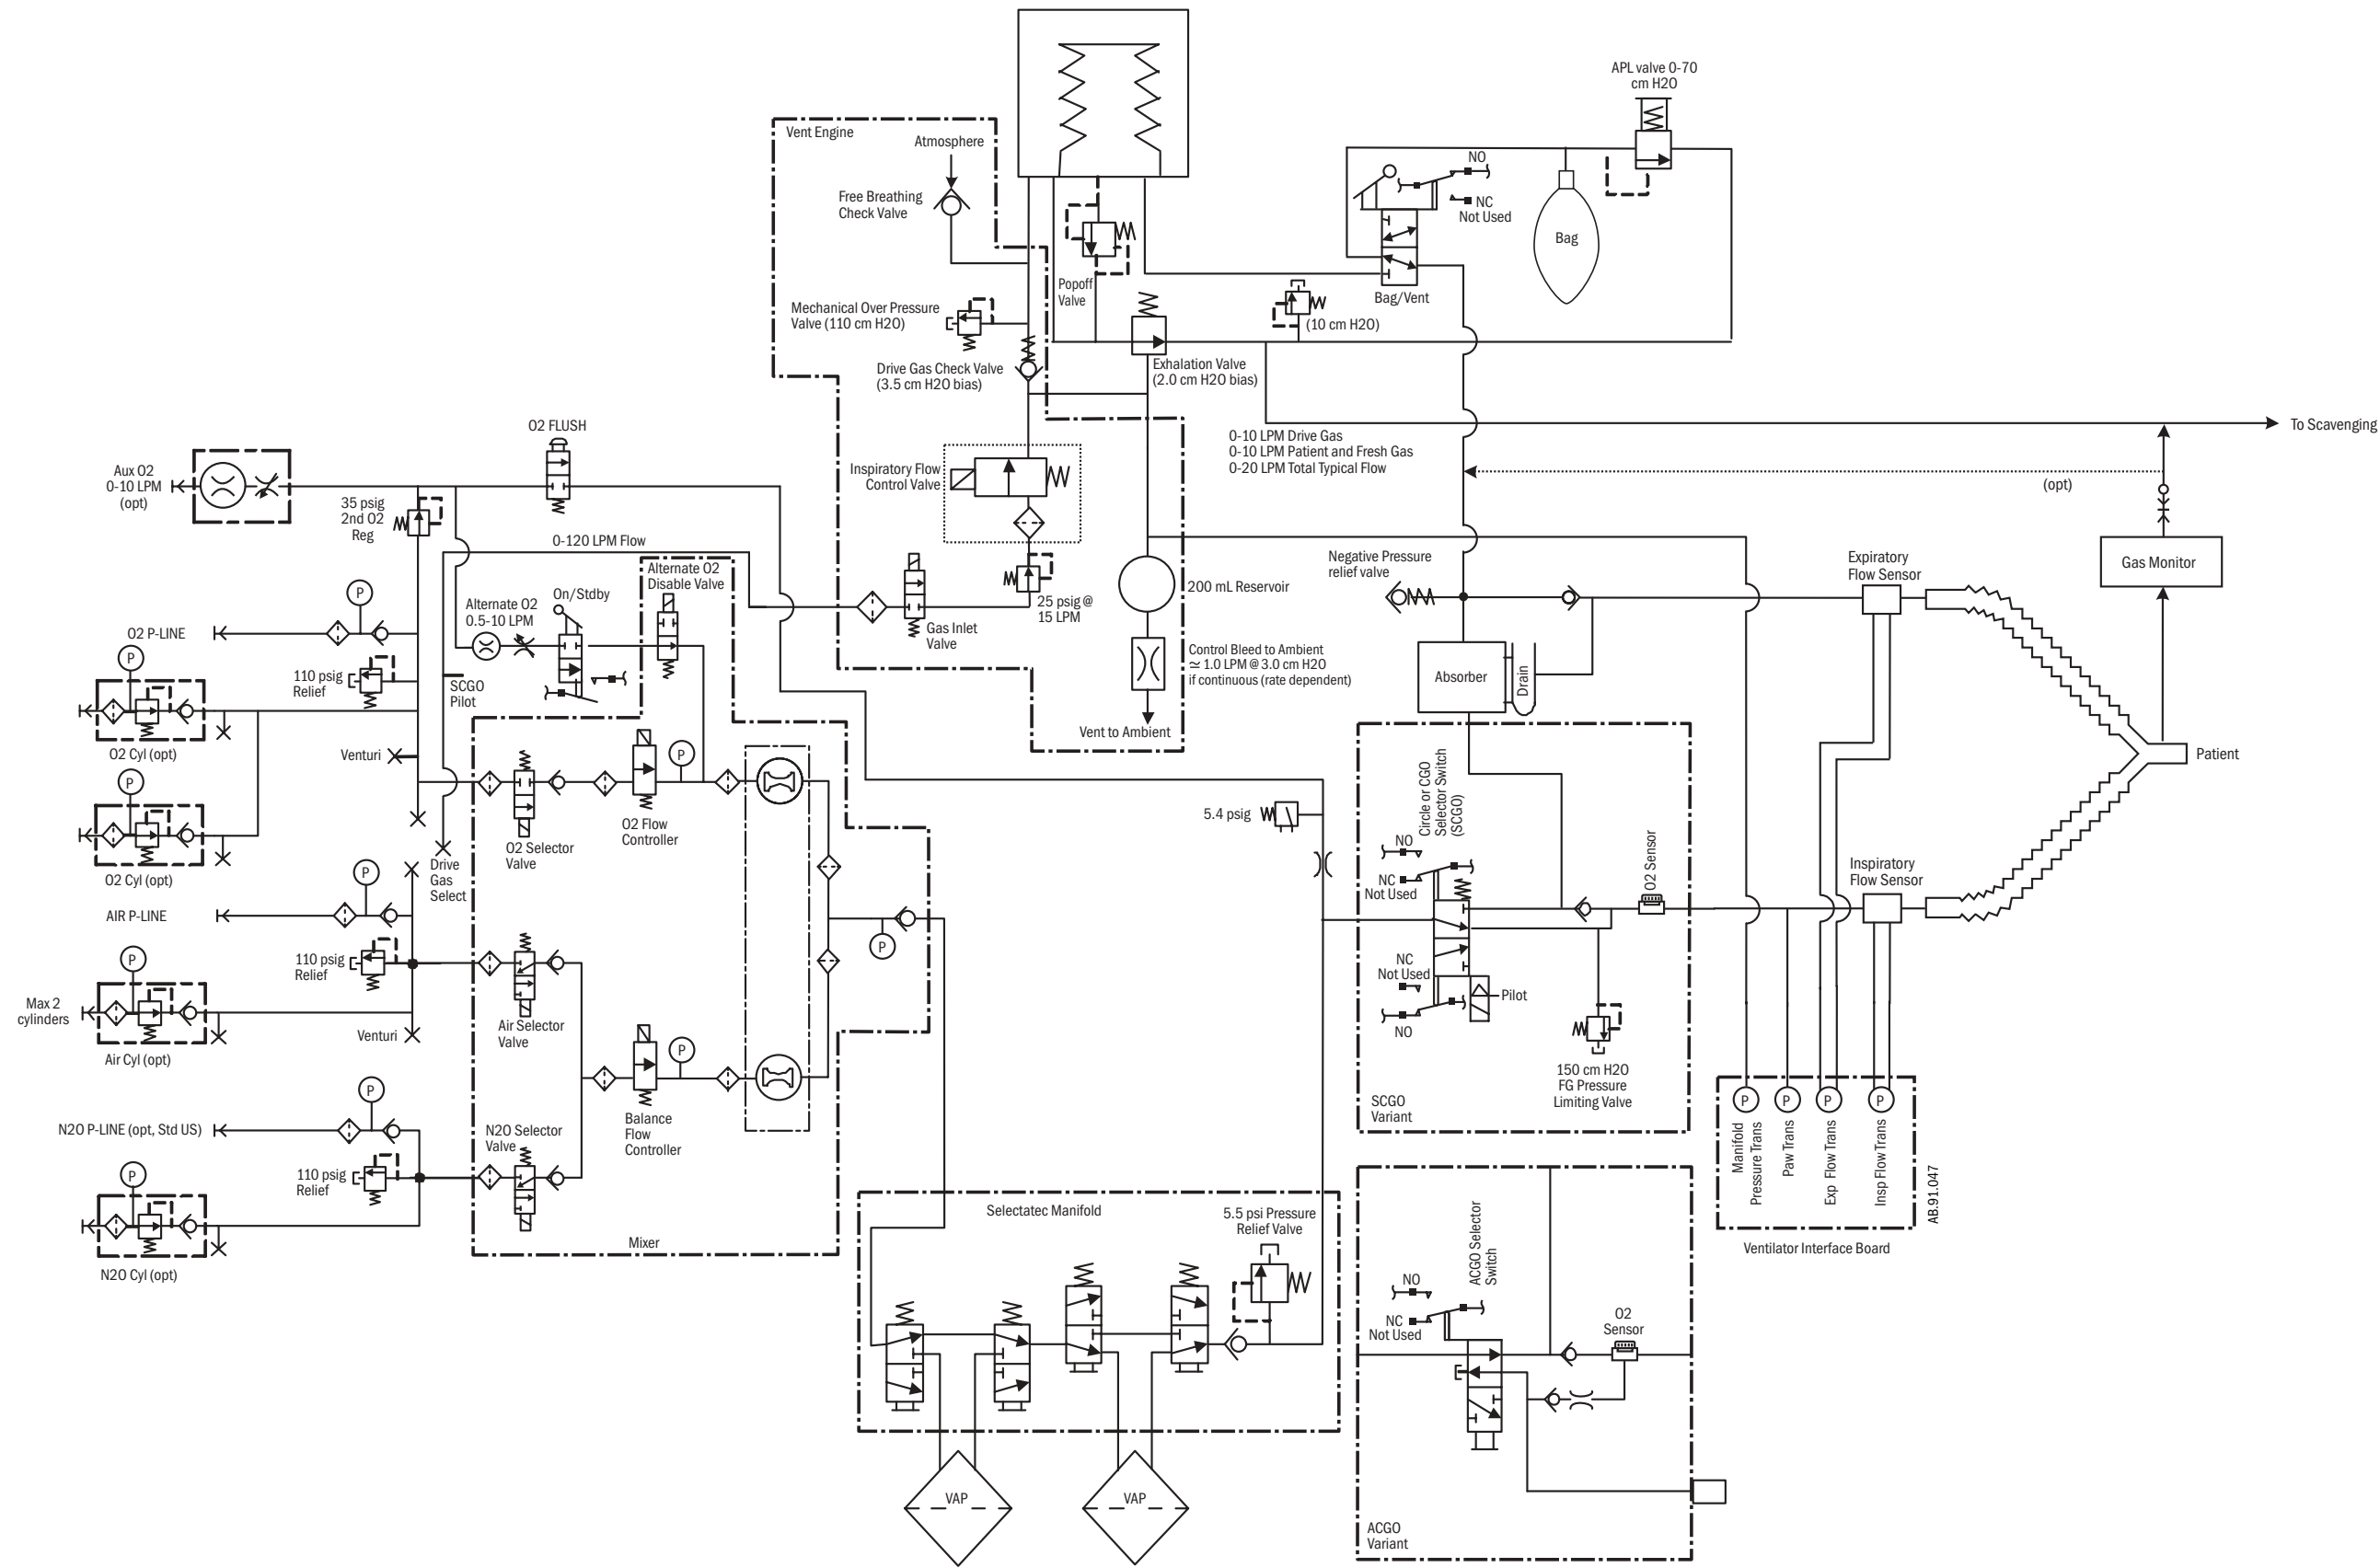 APL valve 0-70
cm H2O
Vent Engine
Atmosphere
Free Breathing
Check Valve
NO
NC
Not Used
Bag
Popoff
Valve
Bag/Vent
Mechanical Over Pressure
Valve (110 cm H2O)
(10 cm H2O)
Drive Gas Check Valve
(3.5 cm H2O bias)
Exhalation Valve
(2.0 cm H2O bias)
To Scavenging
O2 FLUSH
0-10 LPM Drive Gas
0-10 LPM Patient and Fresh Gas
0-20 LPM Total Typical Flow
Aux O2
0-10 LPM
(opt)
35 psig
2nd O2
Reg
Inspiratory Flow
Control Valve
(opt)
0-120 LPM Flow
Alternate O2
Disable Valve
Negative Pressure
relief valve
Expiratory
Flow Sensor
Gas Monitor
P
On/Stdby
Alternate O2
0.5-10 LPM
200 mL Reservoir
25 psig @
15 LPM
Gas Inlet
Valve
O2 P-LINE
P
110 psig
Relief
SCGO
Pilot
Control Bleed to Ambient
≃ 1.0 LPM @ 3.0 cm H2O
if continuous (rate dependent)
Absorber
Drain
Vent to Ambient
O2 Cyl (opt)
Venturi
P
P
Patient
O2 Flow
Controller
O2 Selector
Valve
5.4 psig
Circle or CGO
Selector Switch
(SCGO)
NO
NC
Not Used
O2 Sensor
O2 Cyl (opt)
Drive
Gas
Select
P
Inspiratory
Flow Sensor
AIR P-LINE
P
P
110 psig
Relief
NC
Not Used
Pilot
NO
Max 2
cylinders
Air Selector
Valve
Venturi
Air Cyl (opt)
P
150 cm H2O
FG Pressure
Limiting Valve
SCGO
Variant
P
P
P
P
P
Manifold
Pressure Trans
Paw Trans
Exp Flow Trans
Insp Flow Trans
AB.91.047
Ventilator Interface Board
N2O P-LINE (opt, Std US)
N2O Selector
Valve
Balance
Flow
Controller
P
110 psig
Relief
N2O Cyl (opt)
Mixer
Selectatec Manifold
5.5 psi Pressure
Relief Valve
ACGO Selector
Switch
NO
NC
Not Used
O2
Sensor
VAP
VAP
ACGO
Variant